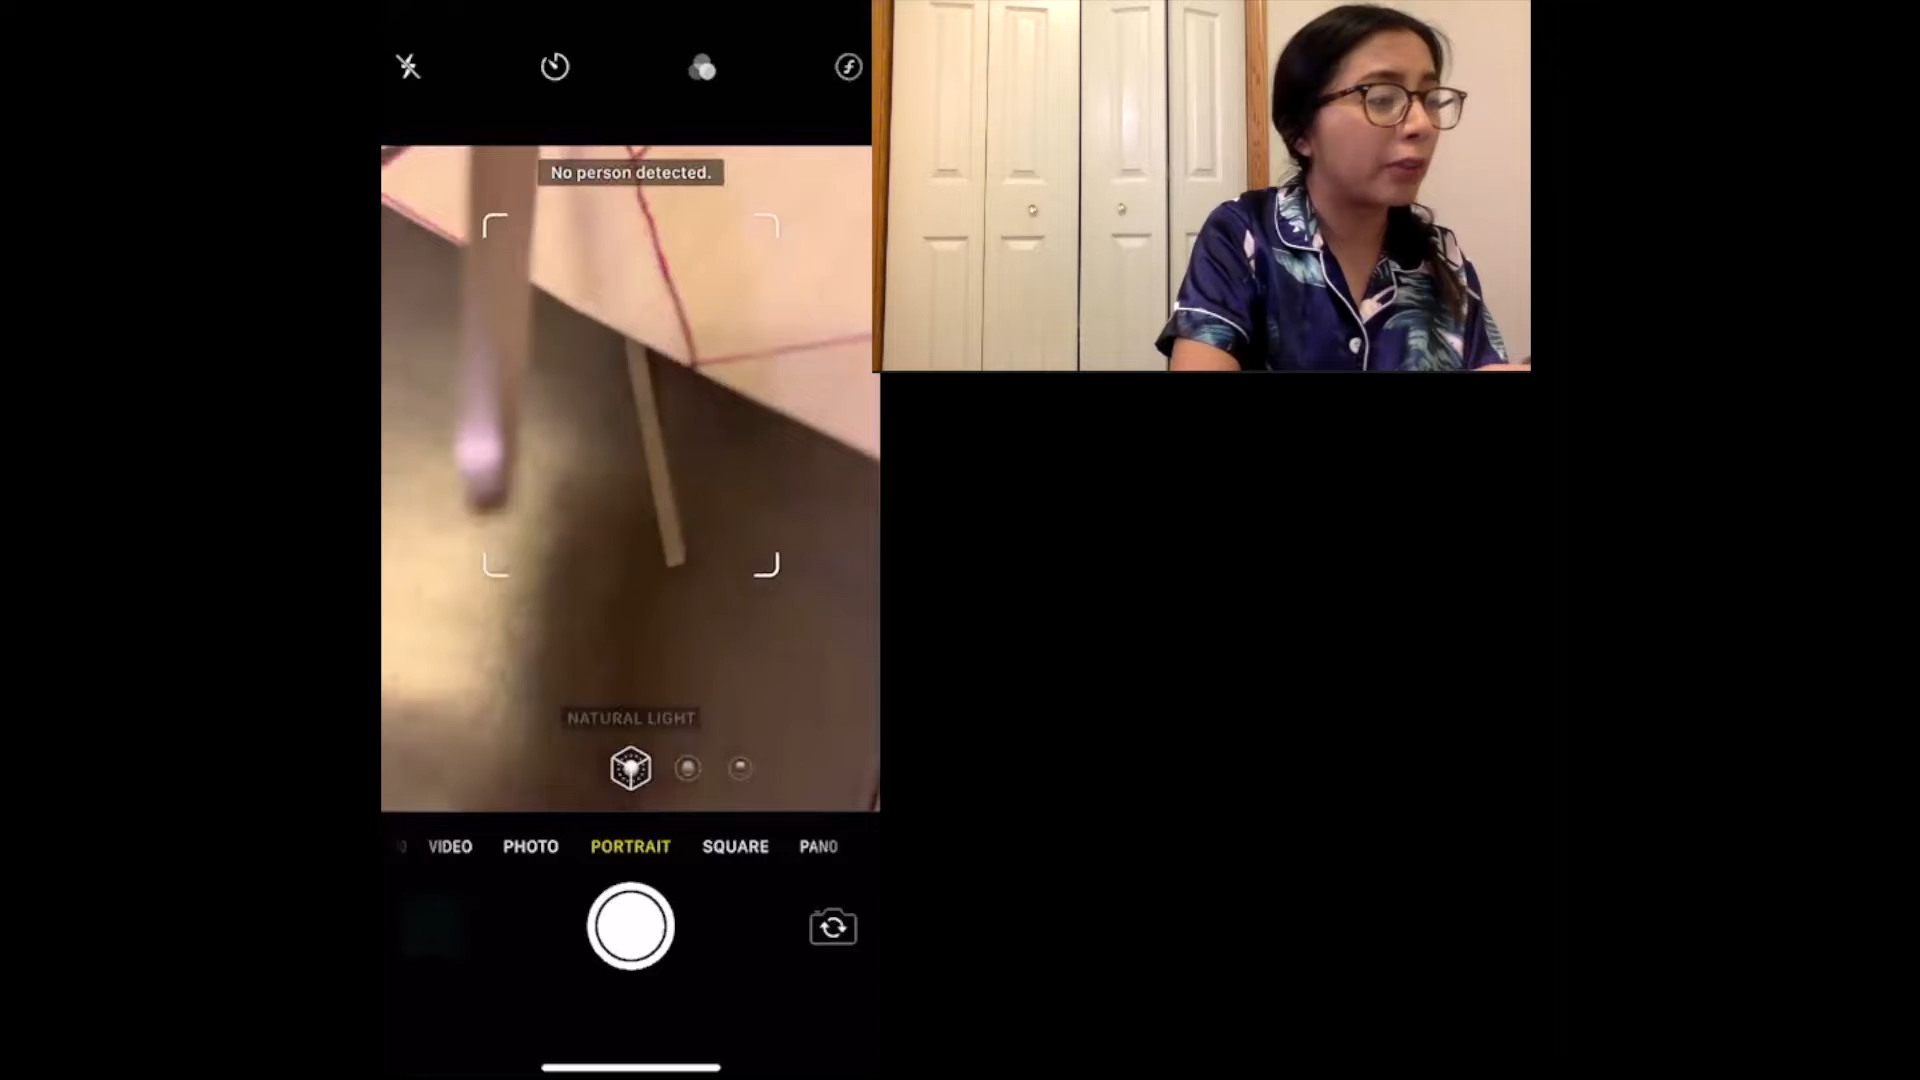 No person detected.
NATURAL LIGHT
VIDEO PHOTO PORTRAIT SQUARE PANO